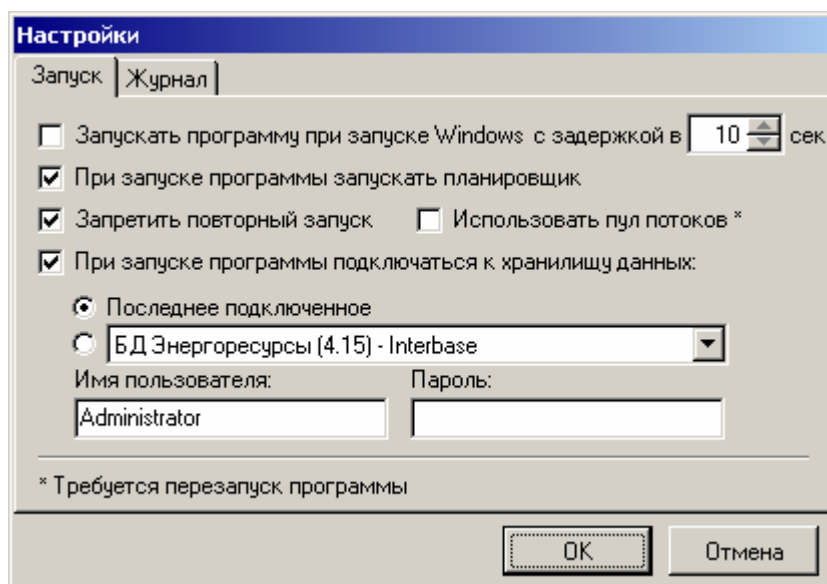 Настройки
Запуск Журнал
Запускать программу при запуске Windows с задержкой в 10 сек
При запуске программы запускать планировщик
Запретить повторный запуск Использовать пул потоков *
При запуске программы подключаться к хранилищу данных:
Последнее подключенное
БД Энергоресурсы (4.15) - Interbase
Имя пользователя: Пароль:
Administrator
* Требуется перезапуск программы
OK Отмена